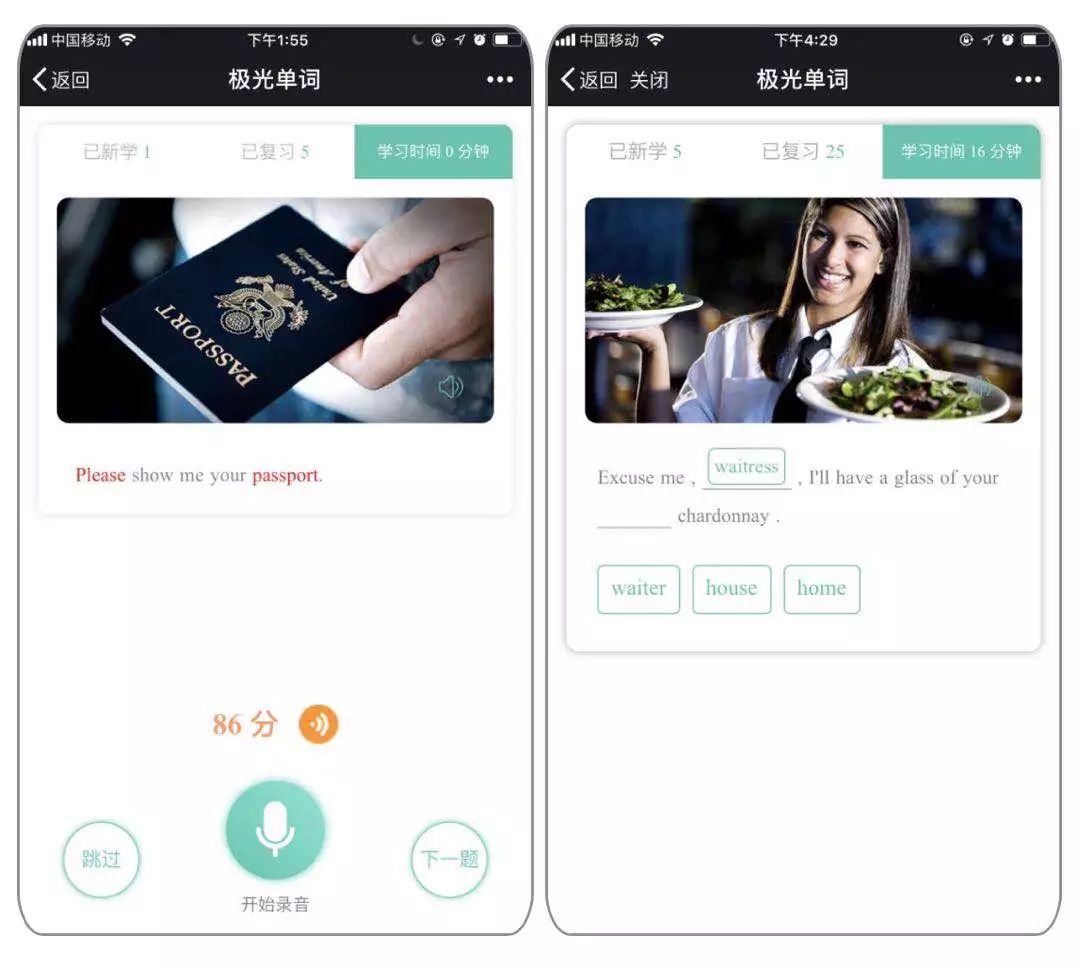 中国移动
下午1:55
返回
极光单词
已新学 1
已复习 5
学习时间 0 分钟
United States
of America
PASSPORT
Please show me your passport.
86 分
跳过
开始录音
下一题
中国移动
下午4:29
返回 关闭
极光单词
已新学 5
已复习 25
学习时间 16 分钟
Excuse me , waitress , I'll have a glass of your
chardonnay .
waiter
house
home